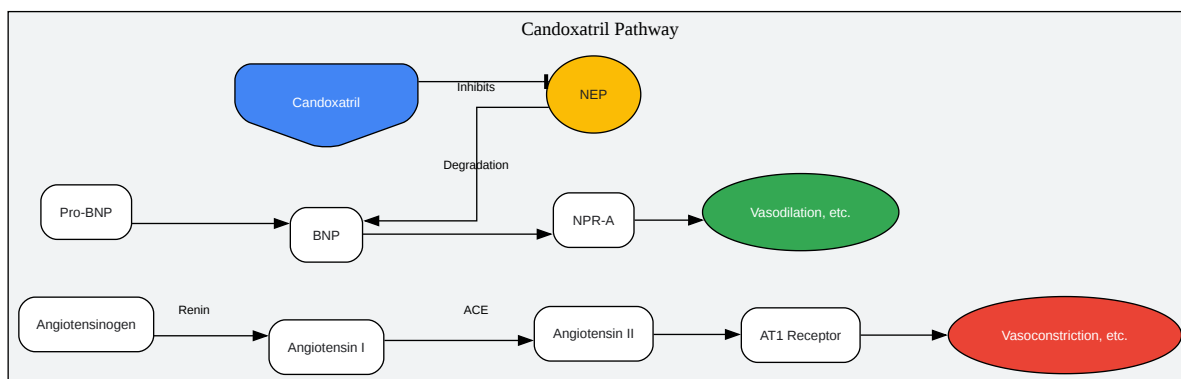 Candoxatril Pathway
Candoxatril
Inhibits
NEP
Degradation
Pro-BNP
BNP
NPR-A
Vasodilation, etc.
Angiotensinogen
Renin
Angiotensin I
ACE
Angiotensin II
AT1 Receptor
Vasoconstriction, etc.